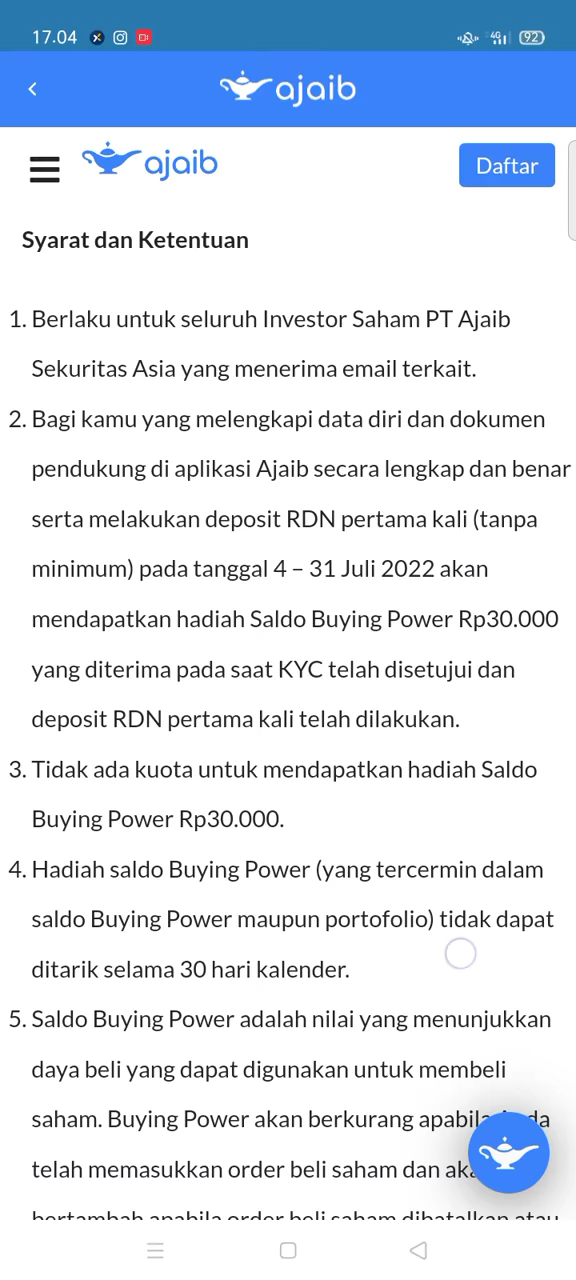 17.04
4G
92
ajaib
ajaib
Daftar
Syarat dan Ketentuan
1. Berlaku untuk seluruh Investor Saham PT Ajaib
Sekuritas Asia yang menerima email terkait.
2. Bagi kamu yang melengkapi data diri dan dokumen
pendukung di aplikasi Ajaib secara lengkap dan benar
serta melakukan deposit RDN pertama kali (tanpa
minimum) pada tanggal 4 – 31 Juli 2022 akan
mendapatkan hadiah Saldo Buying Power Rp30.000
yang diterima pada saat KYC telah disetujui dan
deposit RDN pertama kali telah dilakukan.
3. Tidak ada kuota untuk mendapatkan hadiah Saldo
Buying Power Rp30.000.
4. Hadiah saldo Buying Power (yang tercermin dalam
saldo Buying Power maupun portofolio) tidak dapat
ditarik selama 30 hari kalender.
5. Saldo Buying Power adalah nilai yang menunjukkan
daya beli yang dapat digunakan untuk membeli
saham. Buying Power akan berkurang
telah memasukkan order beli saham dan
bertambah apabila order beli saham dibatalkan atau